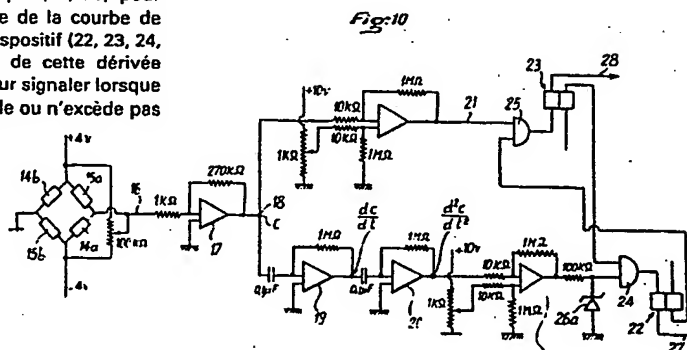 e de la courbe de
spositif (22, 23, 24,
de cette dérivée
ur signaler lorsque
le ou n'excède pas
Fig:10
+10v
1MΩ
23
28
10KΩ
10KΩ
21
25
1KΩ
1MΩ
+4v
14b
15a
16
1KΩ
270KΩ
17
18
C
15b
14a
100KΩ
-4v
0,1µF
1MΩ
19
dc/dt
1MΩ
20
d²c/dt²
+10v
1KΩ
10KΩ
10KΩ
1MΩ
1MΩ
100KΩ
26a
24
22
27